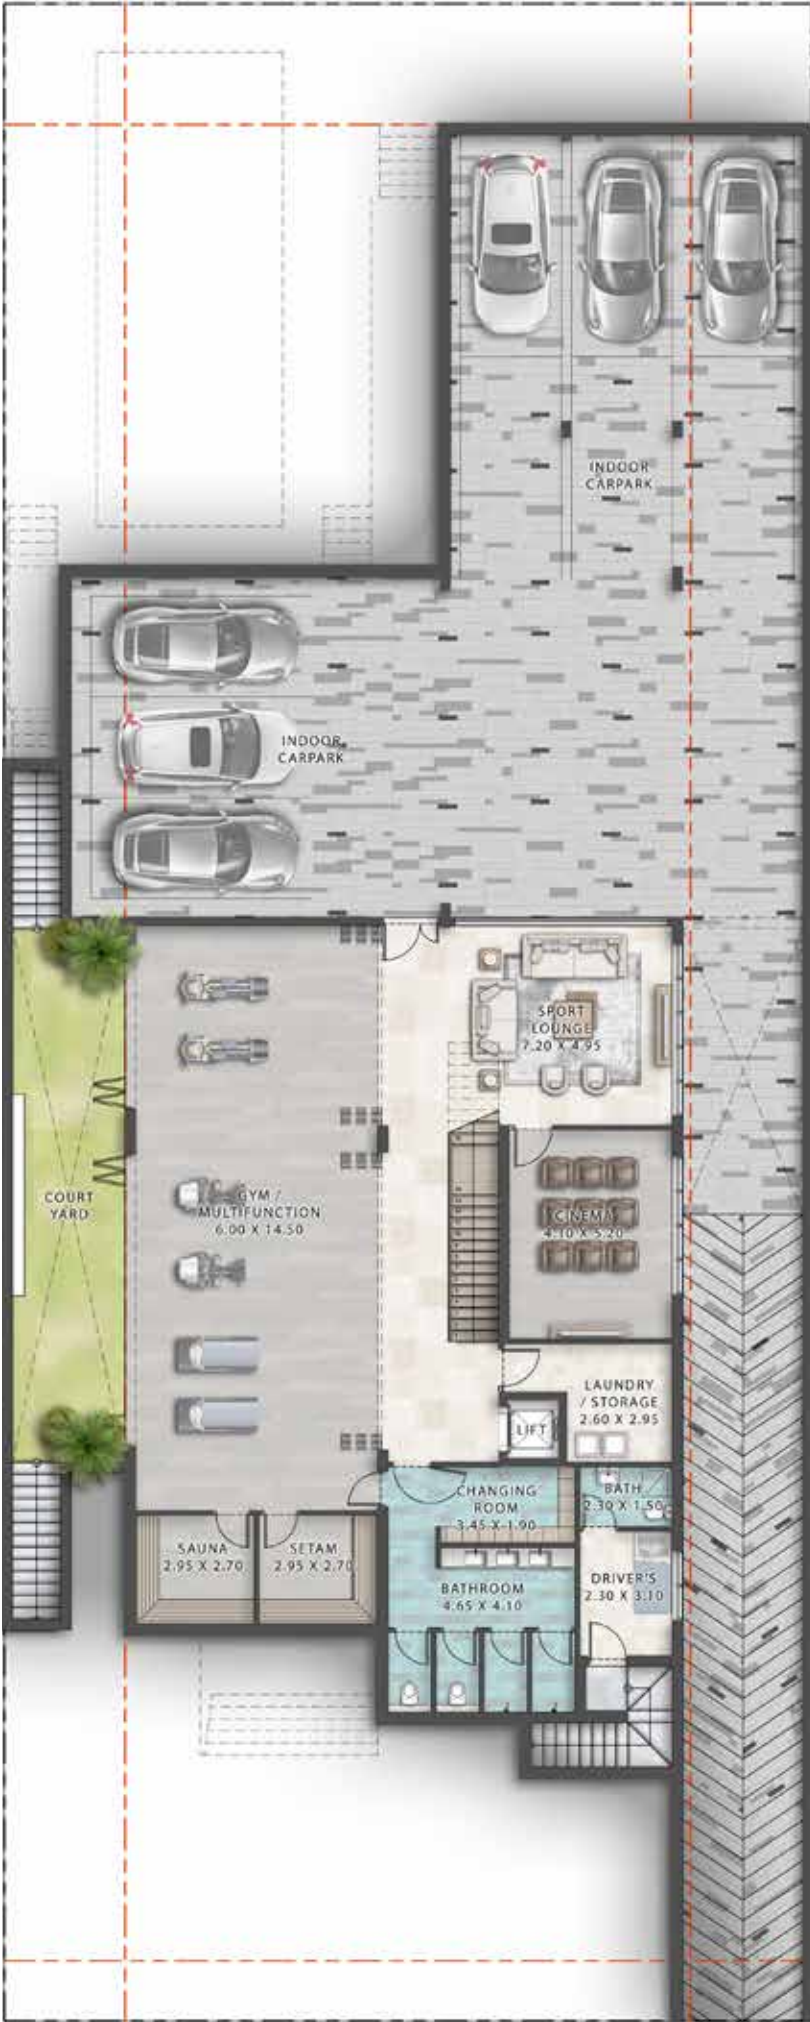 INDOOR
CARPARK
INDOOR
CARPARK
SPORT
LOUNGE
7.20 X 4.95
COURT
YARD
GYM /
MULTIFUNCTION
6.00 X 14.50
CINEMA
4.10 X 5.20
LAUNDRY
/ STORAGE
2.60 X 2.95
LIFT
CHANGING
ROOM
3.45 X 1.90
BATH
2.30 X 1.50
SAUNA
2.95 X 2.70
SETAM
2.95 X 2.70
BATHROOM
4.65 X 4.10
DRIVER'S
2.30 X 3.10